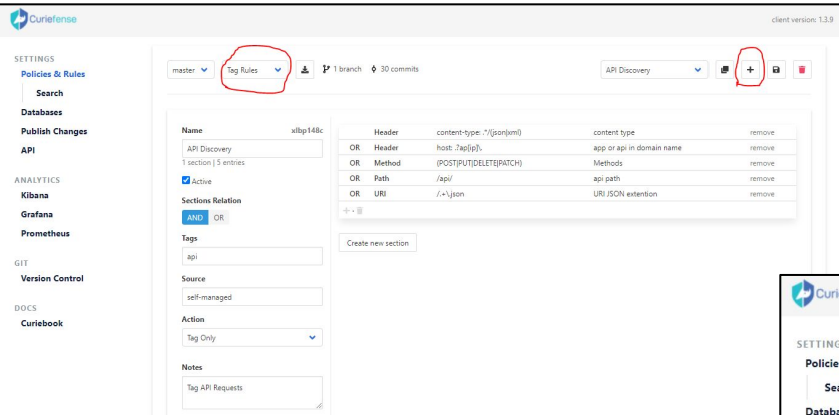 Curiefense
client version: 1.3.9
SETTINGS
Policies & Rules
Search
Databases
Publish Changes
API
ANALYTICS
Kibana
Grafana
Prometheus
GIT
Version Control
DOCS
Curiebook
master Tag Rules 1 branch 30 commits API Discovery
Name xlbp148c
API Discovery
1 section | 5 entries
Active
Sections Relation
AND OR
Tags
api
Source
self-managed
Action
Tag Only
Notes
Tag API Requests
Header content-type: .*/(json|xml) content type remove
OR Header host: .?ap[ip]\. app or api in domain name remove
OR Method (POST|PUT|DELETE|PATCH) Methods remove
OR Path /api/ api path remove
OR URI /.+\.json URI JSON extention remove
Create new section
Curi
SETTING
Policie
Sea
Databa